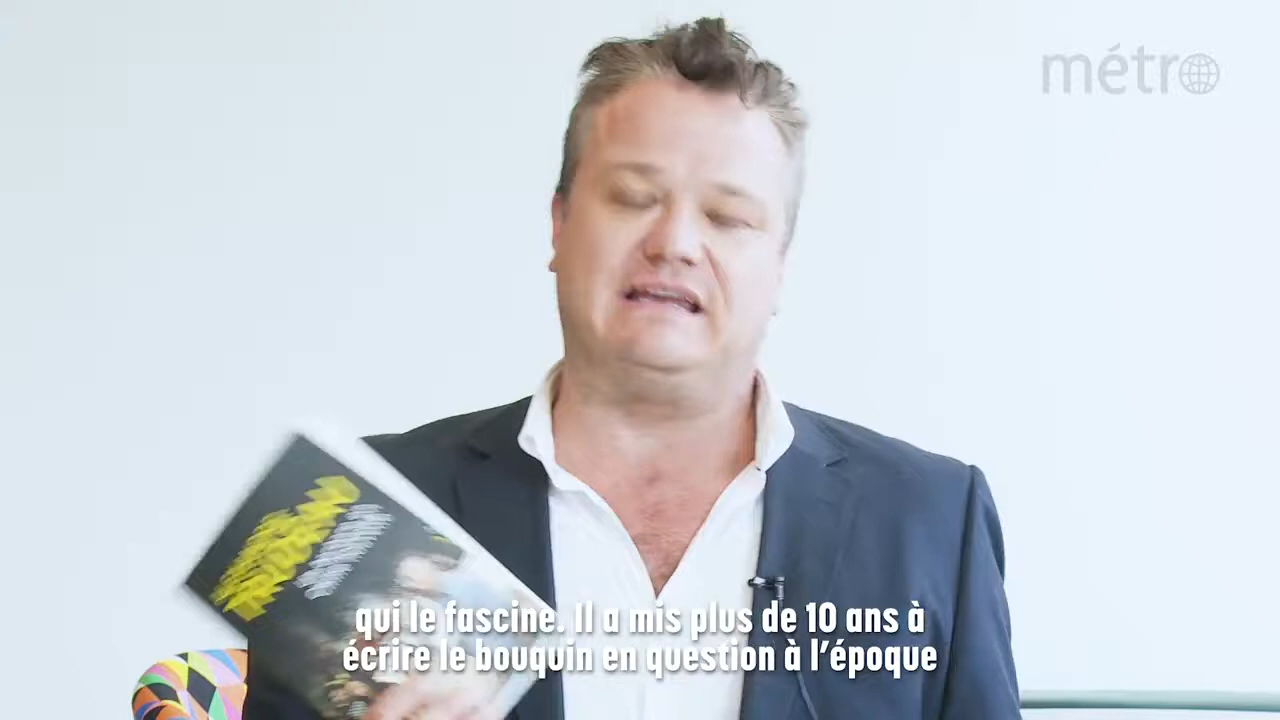 métro
qui le fascine. Il a mis plus de 10 ans à
écrire le bouquin en question à l'époque